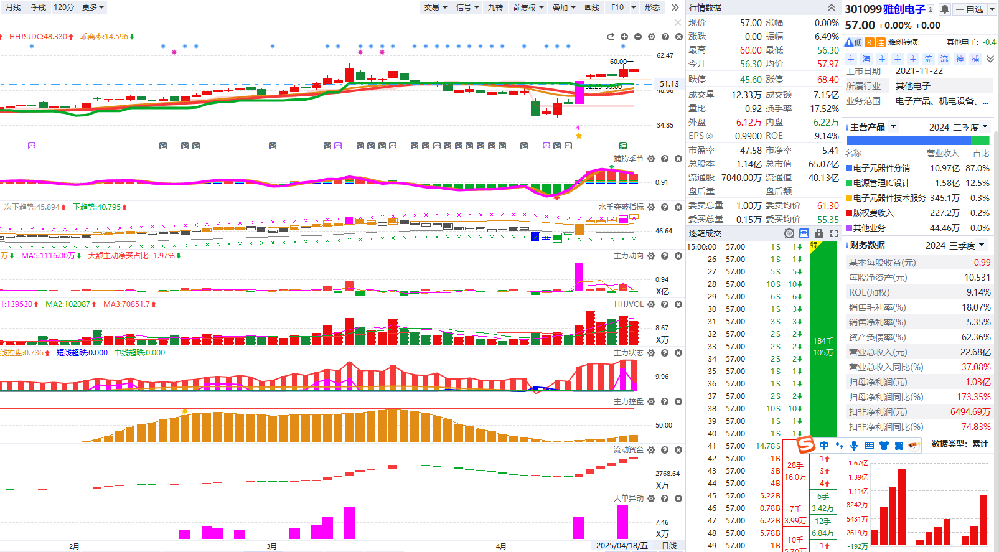 月线 季线 120分 更多 交易 信号 九转 前复权 叠加 画线 F10 形态
HHJSJDC:48.330 乖离率:14.596
62.47
60.00
51.13
34.85
捕捞季节
0.91
次下趋势:45.894 下趋势:40.795 水手突破指标
46.64
万 MA5:1116.00万 大额主动净买占比:-1.97% 主力动向
0.94
X亿
1:139530 MA2:102087 MA3:70851.7 HHJVOL
8.67
X万
线控盘:0.736 短线超跌:0.000 中线超跌:0.000 主力状态
9.96
主力控盘
50.00
流动资金
2768.64
X万
大单异动
7.46
X万
2月 3月 4月 2025/04/18/五 日线
行情数据
现价 57.00 涨幅 0.00%
涨跌 0.00 振幅 6.49%
最高 60.00 最低 56.30
今开 56.30 均价 57.97
跌停 45.60 涨停 68.40
成交量 12.33万 成交额 7.15亿
量比 0.92 换手率 17.52%
外盘 6.12万 内盘 6.22万
EPS③ 0.9900 ROE 9.14%
市盈率 47.58 市净率 5.41
总股本 1.14亿 总市值 65.07亿
流通股 7040.00万 流通值 40.13亿
盘后量 - 盘后额 -
委卖总量 1.00万 委卖均价 61.30
委买总量 0.15万 委买均价 55.35
逐笔成交 单 量
15:00:00 57.00 1 S 1
26 57.00 1 S 1
27 57.00 5 S 5
28 57.00 10 S 10
29 57.00 6 S 6
30 57.00 1 S 3
31 57.00 3 S 3
32 57.00 2 S 2
33 57.00 2 S 2
34 57.00 2 S 2
35 57.00 1 S 1
36 57.00 1 S 1
37 57.00 2 S 2
38 57.00 10 S 10
39 57.00 1 S 1
40 57.00 1 S 1
41 57.00 14.78 S
42 57.00 1 B 1
43 57.00 3 B 3
44 57.00 4 B 4
45 57.00 5.22 B
46 57.00 0.78 B
47 57.00 6.22 B
48 57.00 5.78 B
49 57.00 1 B 1
特
184手
105万
28手
16.0万
7手
3.99万
10手
5.70万
6手
3.42万
12手
6.84万
301099 雅创电子 自选
57.00 +0.00% +0.00
低 R 注 雅创转债: 其他电子: -0.48
主 海 主 主 主 流 流 神 捕
上市日期 2021-11-22
所属行业 其他电子
业务范围 电子产品、机电设备、...
主营产品 2024-二季度
名称 营业收入 占比
电子元器件分销 10.97亿 87.0%
电源管理IC设计 1.58亿 12.5%
电子元器件技术服务 345.1万 0.3%
版权费收入 227.2万 0.2%
其他业务 44.46万 0.0%
财务数据 2024-三季度
基本每股收益(元) 0.99
每股净资产(元) 10.531
ROE(加权) 9.14%
销售毛利率(%) 18.07%
销售净利率(%) 5.35%
资产负债率(%) 62.36%
营业总收入(元) 22.68亿
营业总收入同比(%) 37.08%
归母净利润(元) 1.03亿
归母净利润同比(%) 173.35%
扣非净利润(元) 6494.69万
扣非净利润同比(%) 74.83%
S 中 数据类型：累计
1.67亿
1.39亿
1.11亿
8242万
5431万
2619万
-192万